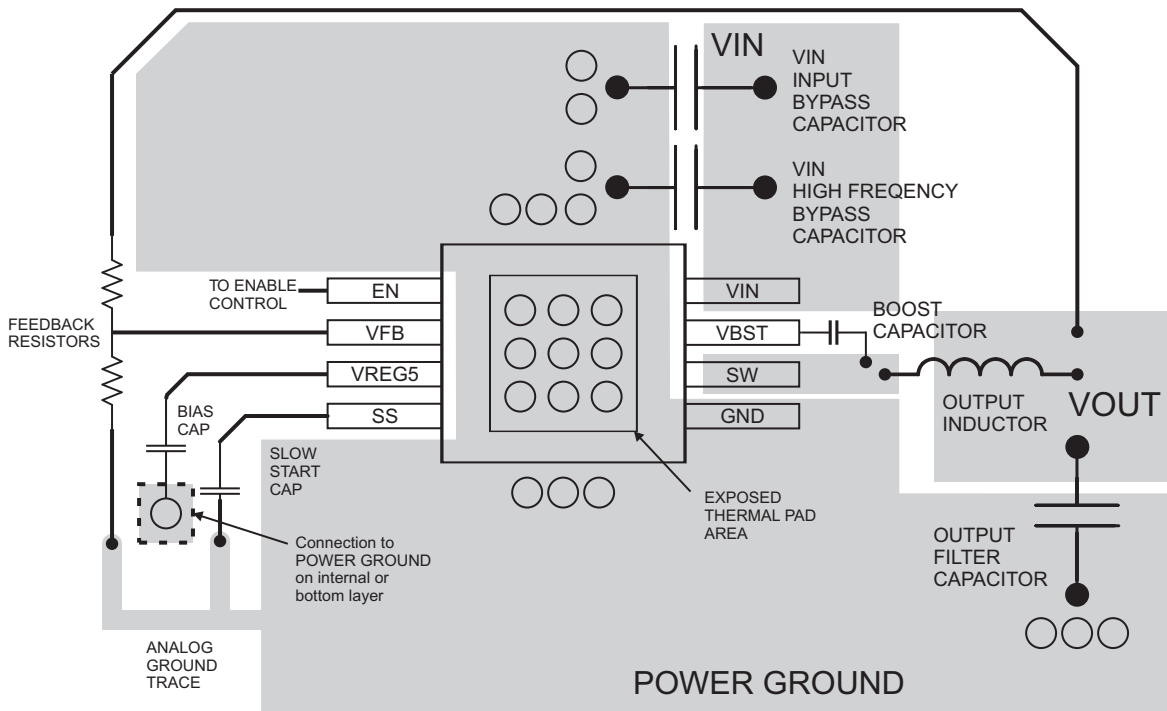 VIN
VIN
INPUT
BYPASS
CAPACITOR
VIN
HIGH FREQENCY
BYPASS
CAPACITOR
TO ENABLE
CONTROL
EN
VFB
VREG5
SS
VIN
VBST
SW
GND
FEEDBACK
RESISTORS
BOOST
CAPACITOR
BIAS
CAP
SLOW
START
CAP
OUTPUT
INDUCTOR
VOUT
EXPOSED
THERMAL PAD
AREA
Connection to
POWER GROUND
on internal or
bottom layer
OUTPUT
FILTER
CAPACITOR
ANALOG
GROUND
TRACE
POWER GROUND